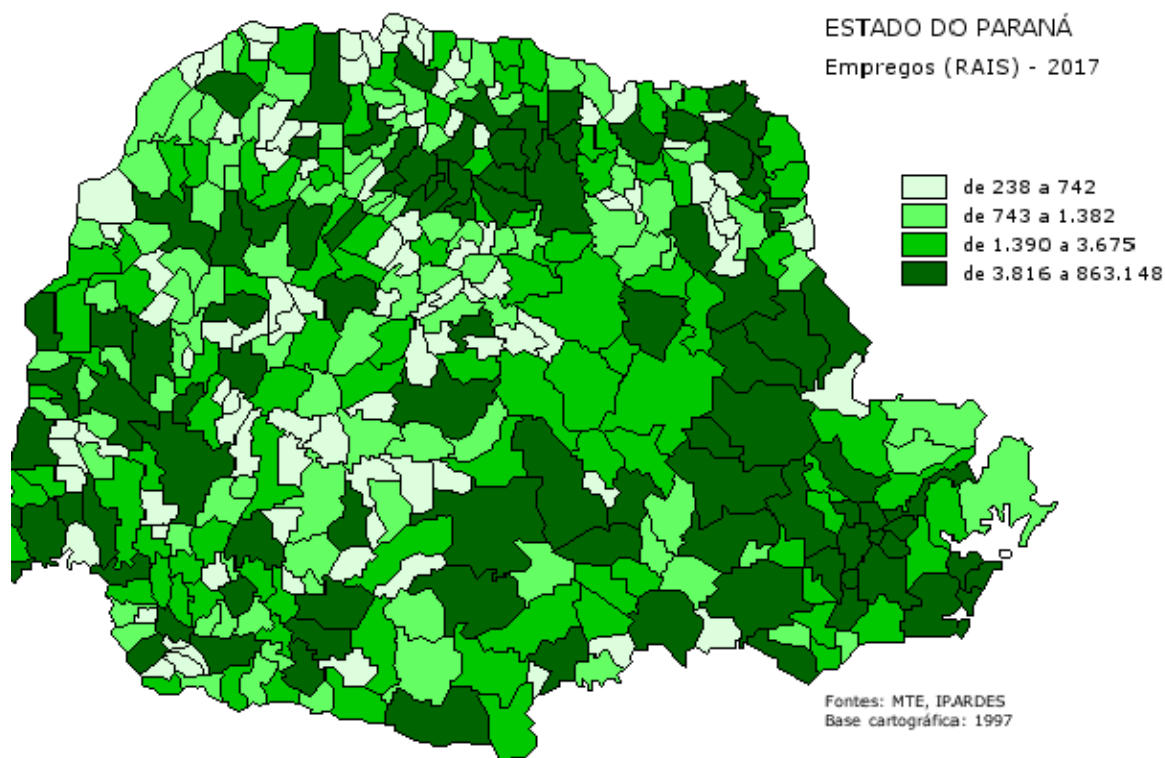 ESTADO DO PARANÁ
Empregos (RAIS) - 2017
de 238 a 742
de 743 a 1.382
de 1.390 a 3.675
de 3.816 a 863.148
Fontes: MTE, IPARDES
Base cartográfica: 1997